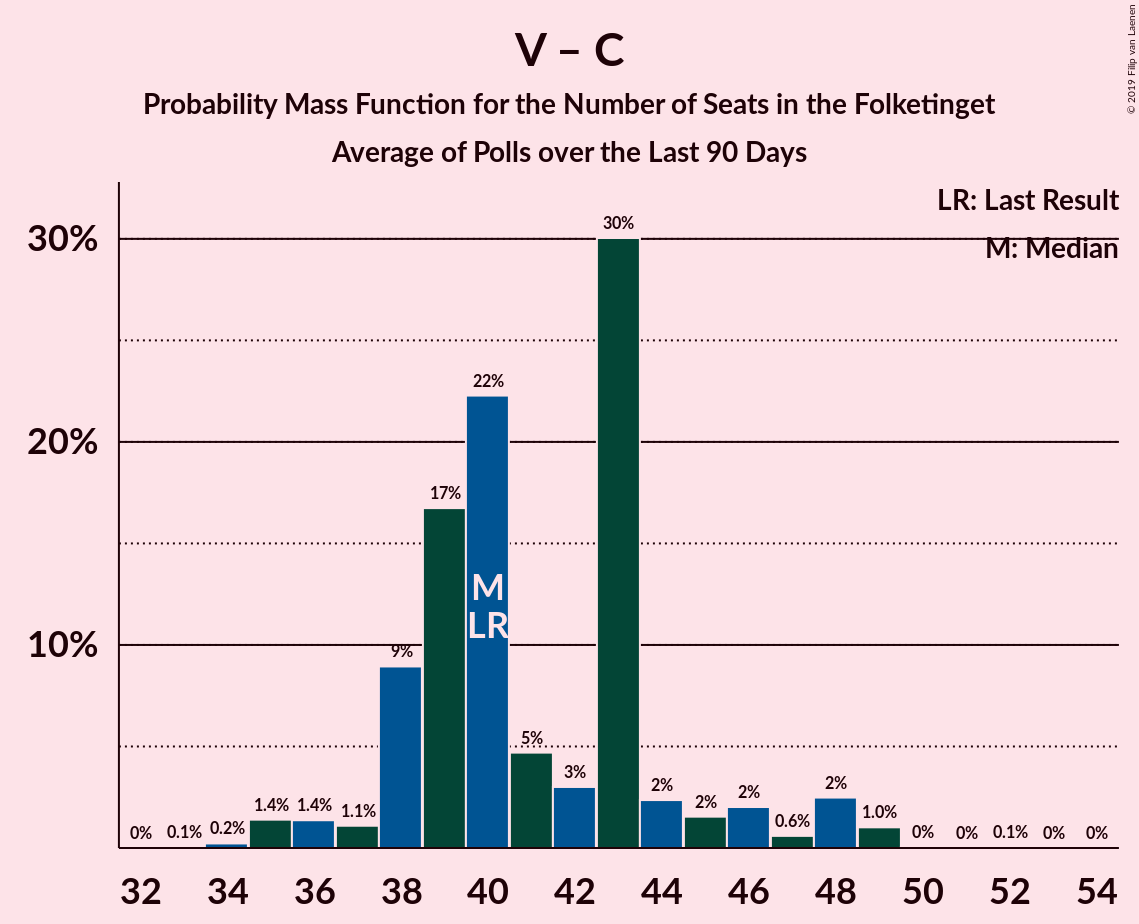 V – C
Probability Mass Function for the Number of Seats in the Folketinget
Average of Polls over the Last 90 Days
© 2019 Filip van Laenen
LR: Last Result
M: Median
30%
20%
10%
0%
0.1%
0.2%
1.4%
1.4%
1.1%
9%
17%
22%
5%
3%
30%
2%
2%
2%
0.6%
2%
1.0%
0%
0%
0.1%
0%
0%
M
LR
32 34 36 38 40 42 44 46 48 50 52 54